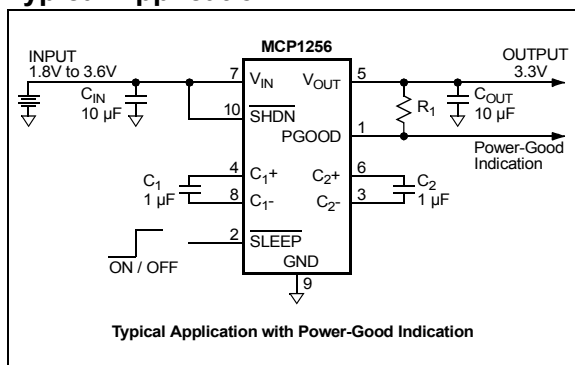 MCP1256
INPUT
1.8V to 3.6V
OUTPUT
3.3V
7 VIN VOUT 5
CIN
10 µF
COUT
10 µF
R1
10 SHDN
PGOOD 1
Power-Good
Indication
4 C1+ C2+ 6
C1
1 µF
C2
1 µF
8 C1- C2- 3
2 SLEEP
ON / OFF
GND
9
Typical Application with Power-Good Indication